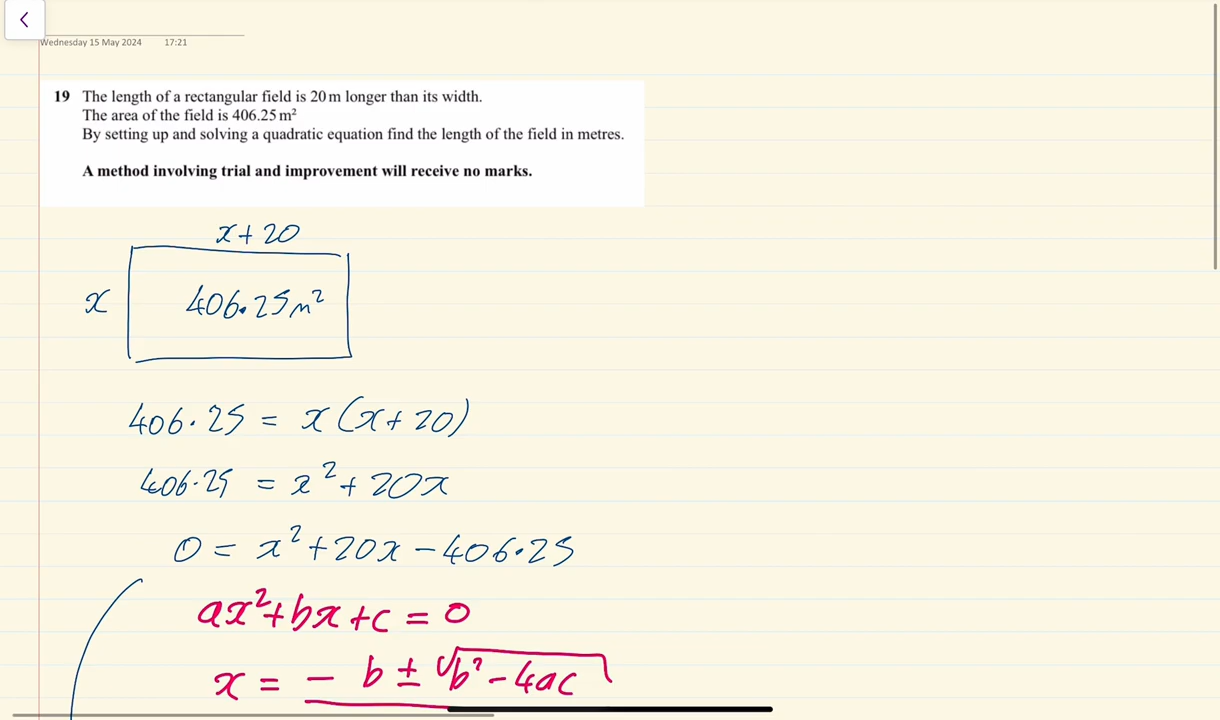 Wednesday 15 May 2024 17:21
19 The length of a rectangular field is 20 m longer than its width.
The area of the field is 406.25 m²
By setting up and solving a quadratic equation find the length of the field in metres.
A method involving trial and improvement will receive no marks.
x + 20
x 406.25 m²
406.25 = x(x + 20)
406.25 = x² + 20x
0 = x² + 20x - 406.25
ax² + bx + c = 0
x = - b ± √b² - 4ac